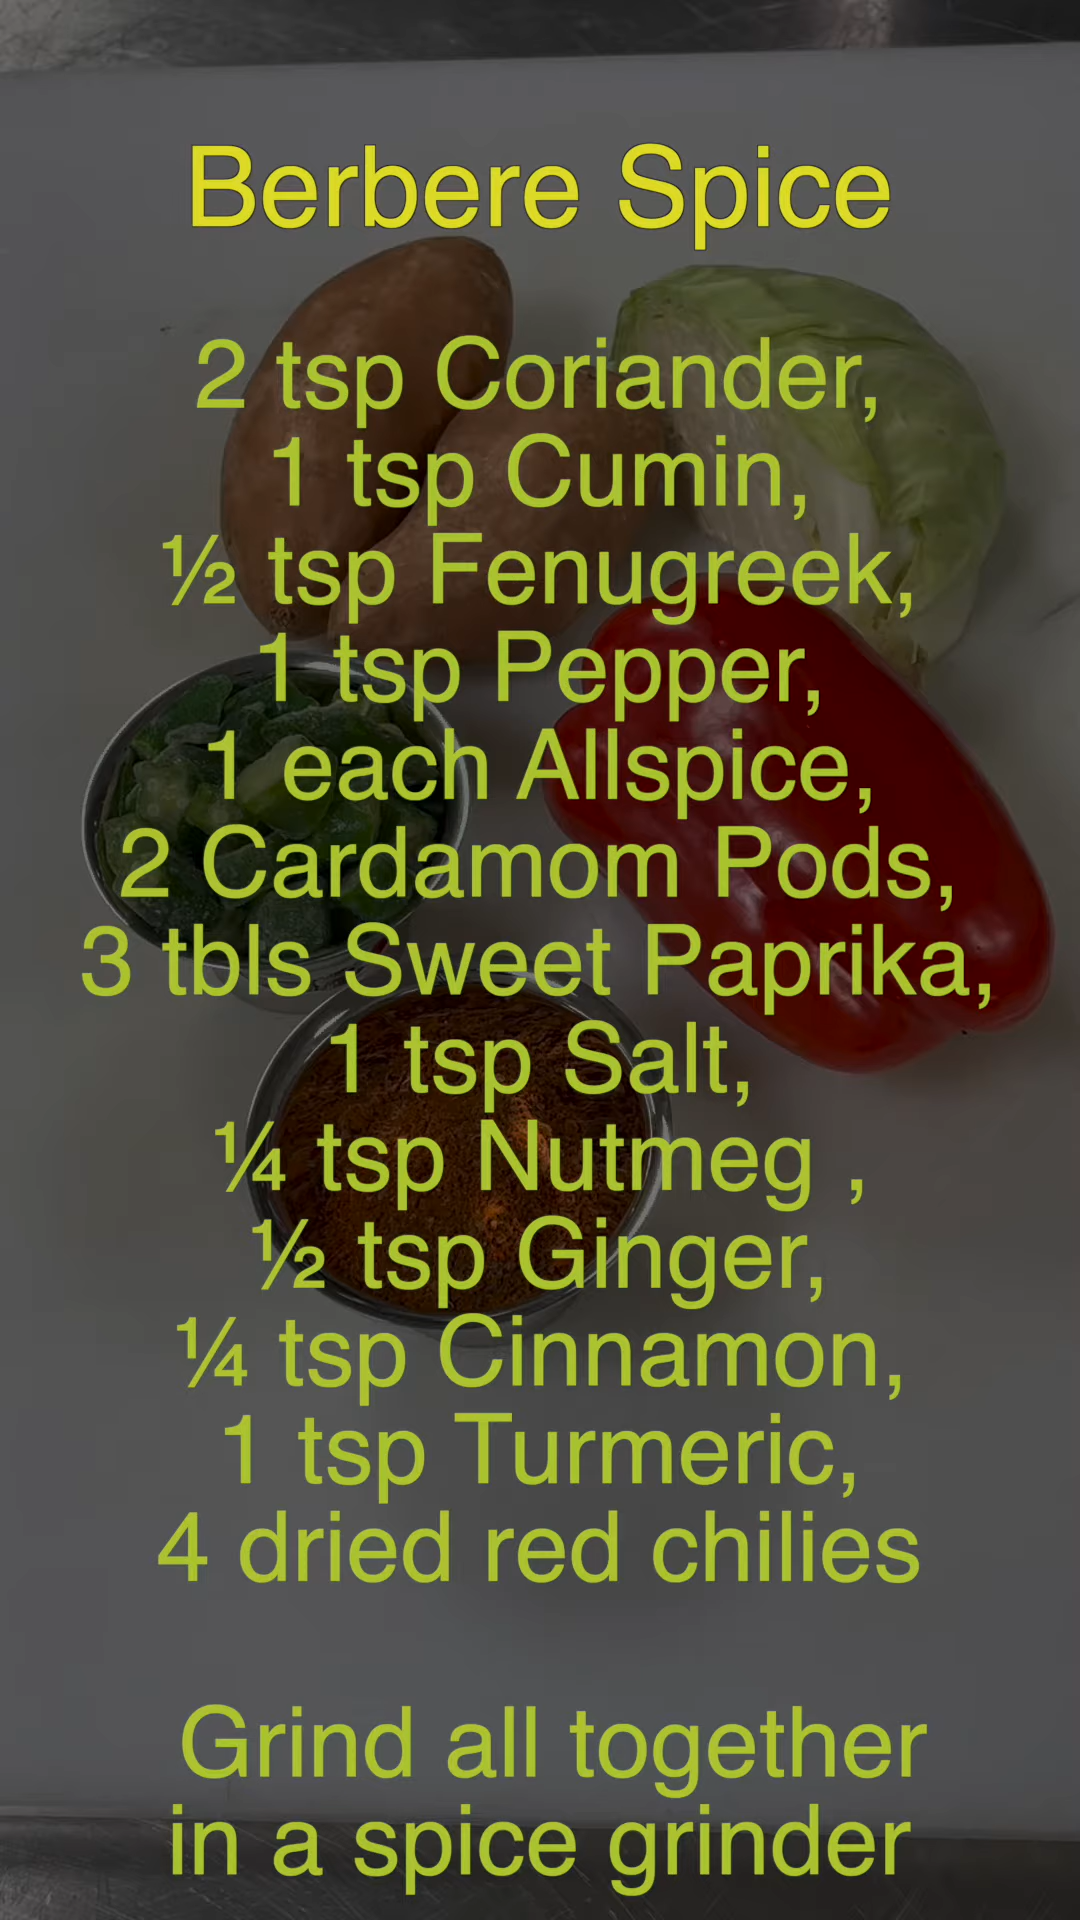 Berbere Spice
2 tsp Coriander,
1 tsp Cumin,
½ tsp Fenugreek,
1 tsp Pepper,
1 each Allspice,
2 Cardamom Pods,
3 tbls Sweet Paprika,
1 tsp Salt,
¼ tsp Nutmeg ,
½ tsp Ginger,
¼ tsp Cinnamon,
1 tsp Turmeric,
4 dried red chilies
Grind all together
in a spice grinder